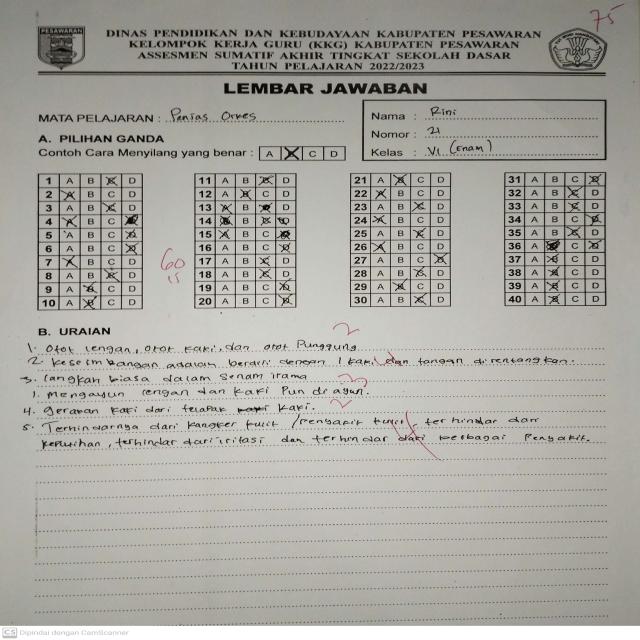 PESAWARAN
75
DINAS PENDIDIKAN DAN KEBUDAYAAN KABUPATEN PESAWARAN
KELOMPOK KERJA GURU (KKG) KABUPATEN PESAWARAN
ASSESMEN SUMATIF AKHIR TINGKAT SEKOLAH DASAR
TAHUN PELAJARAN 2022/2023
LEMBAR JAWABAN
MATA PELAJARAN : Penjas Orkes
Nama : Rini
Nomor : 21
Kelas : VI (Enam)
A. PILIHAN GANDA
Contoh Cara Menyilang yang benar : A B C D
1 A B C D 11 A B C D 21 A B C D 31 A B C D
2 A B C D 12 A B C D 22 A B C D 32 A B C D
3 A B C D 13 A B C D 23 A B C D 33 A B C D
4 A B C D 14 A B C D 24 A B C D 34 A B C D
5 A B C D 15 A B C D 25 A B C D 35 A B C D
6 A B C D 16 A B C D 26 A B C D 36 A B C D
7 A B C D 17 A B C D 27 A B C D 37 A B C D
8 A B C D 18 A B C D 28 A B C D 38 A B C D
9 A B C D 19 A B C D 29 A B C D 39 A B C D
10 A B C D 20 A B C D 30 A B C D 40 A B C D
60
15
B. URAIAN
2
1. Otot lengan, otot kaki, dan otot Punggung
2. keseimbangan adalah berdiri dengan 1 kaki dan tangan direntangkan.
3. langkah biasa dalam senam irama
3
1. Mengayun lengan dan kaki Pun di ayun.
4. Gerakan kaki dari telapak kaki.
2
5. Terhindarnya dari kangker kulit / Penyakit kulit, terhindar dari
keputihan, terhindar dari iritasi dan terhindar dari berbagai Penyakit.
CS Dipindai dengan CamScanner